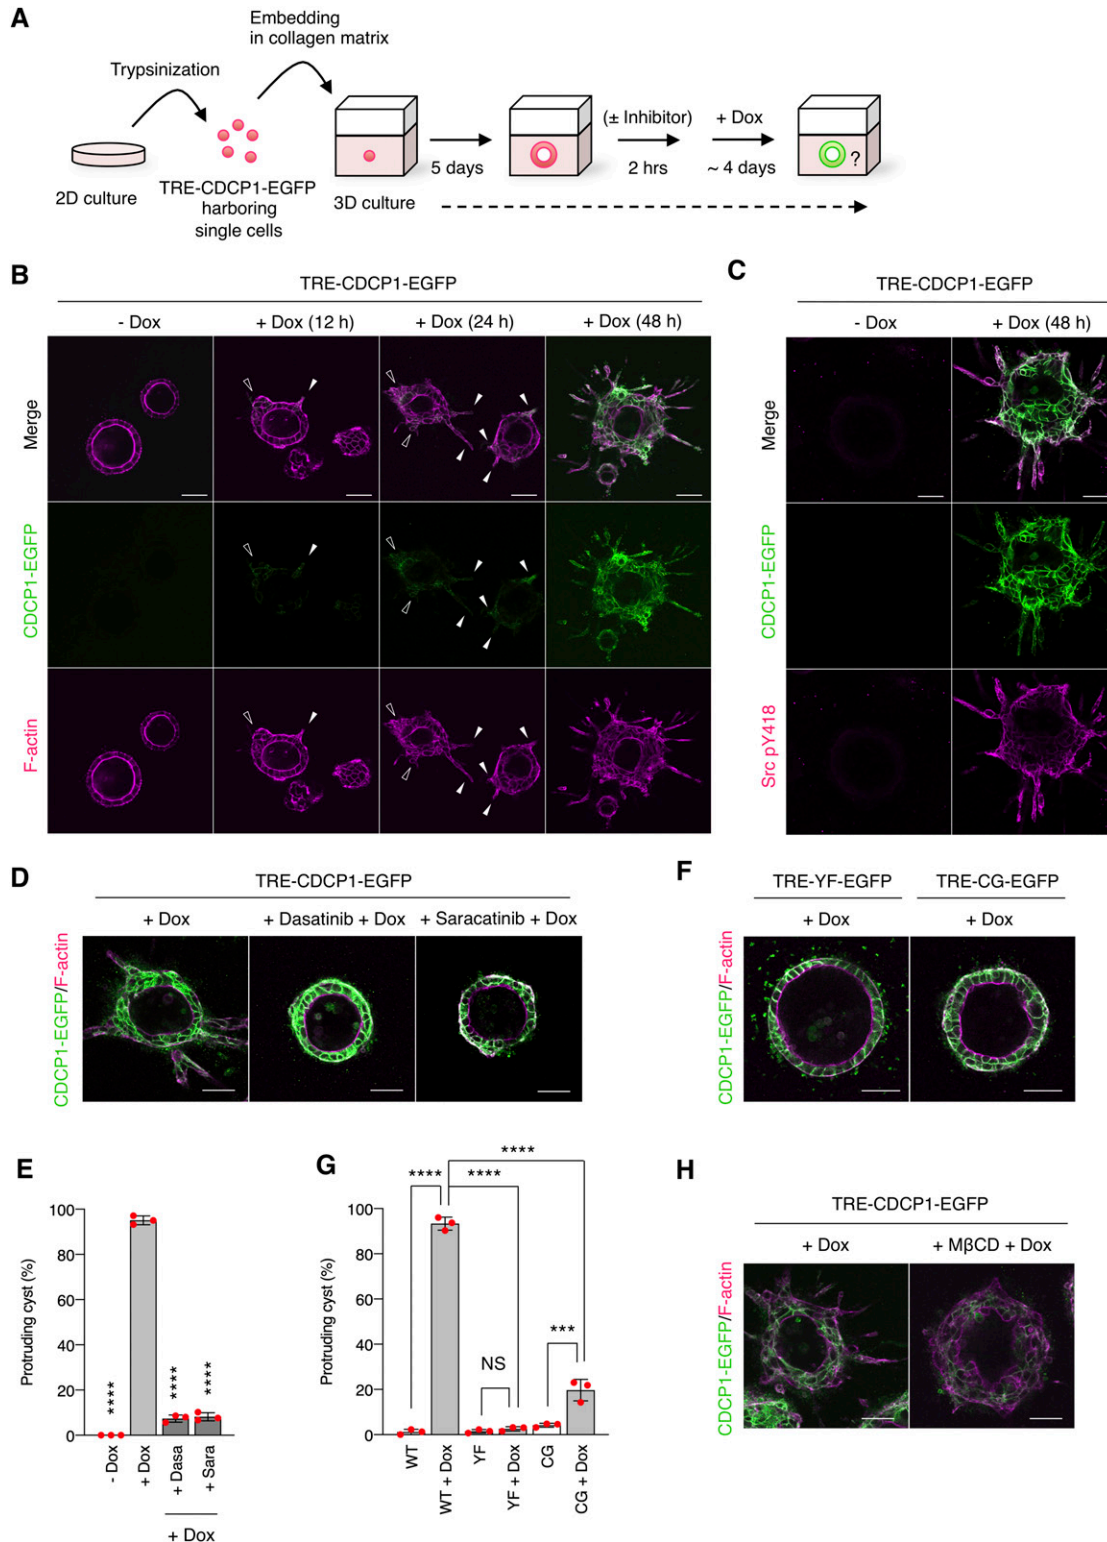 A
Embedding
in collagen matrix
Trypsinization
(± Inhibitor)
+ Dox
5 days
2 hrs
~ 4 days
?
2D culture
TRE-CDCP1-EGFP
harboring
single cells
3D culture
B
TRE-CDCP1-EGFP
- Dox
+ Dox (12 h)
+ Dox (24 h)
+ Dox (48 h)
Merge
CDCP1-EGFP
F-actin
C
TRE-CDCP1-EGFP
- Dox
+ Dox (48 h)
Merge
CDCP1-EGFP
Src pY418
D
TRE-CDCP1-EGFP
+ Dox
+ Dasatinib + Dox
+ Saracatinib + Dox
CDCP1-EGFP/F-actin
F
TRE-YF-EGFP
TRE-CG-EGFP
+ Dox
+ Dox
CDCP1-EGFP/F-actin
E
Protruding cyst (%)
100
80
60
40
20
0
****
****
****
- Dox
+ Dox
+ Dasa
+ Sara
+ Dox
G
Protruding cyst (%)
100
80
60
40
20
0
****
****
****
NS
***
WT
WT + Dox
YF
YF + Dox
CG
CG + Dox
H
TRE-CDCP1-EGFP
+ Dox
+ MβCD + Dox
CDCP1-EGFP/F-actin